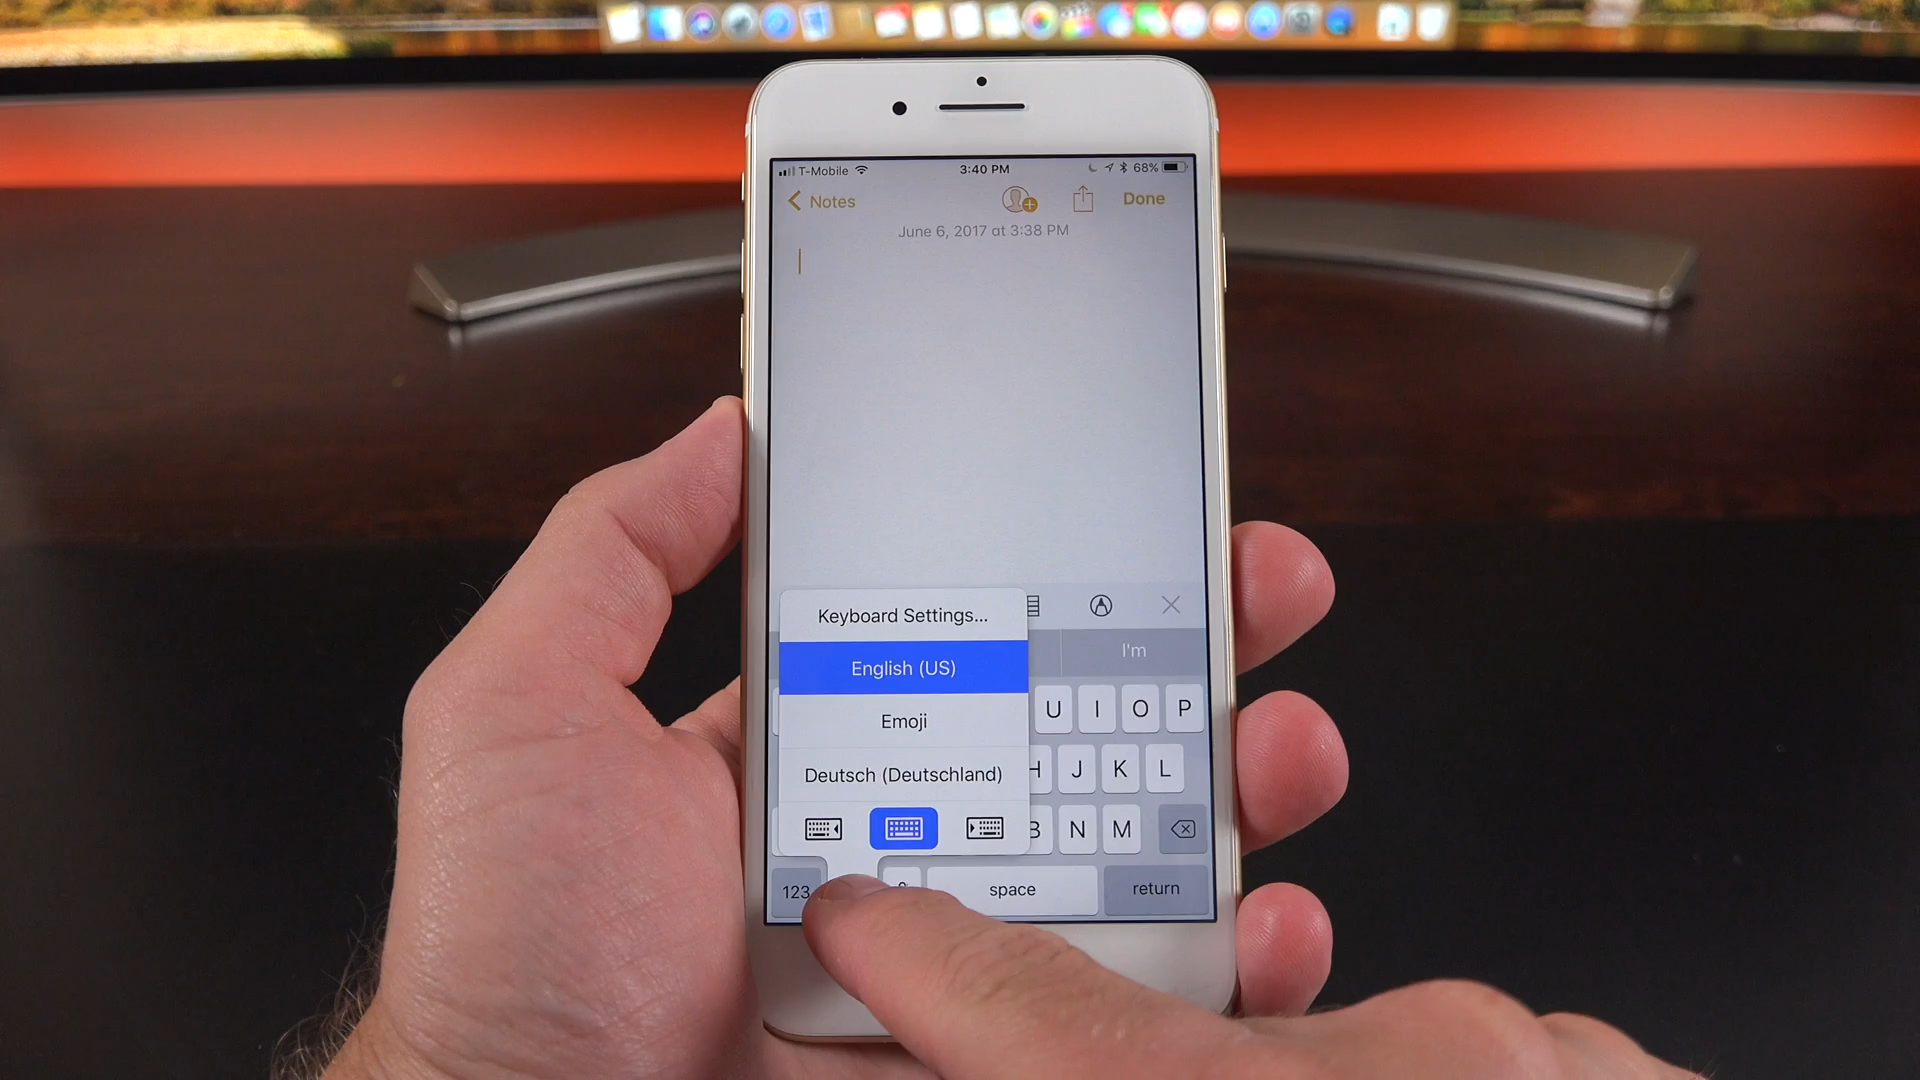 T-Mobile 3:40 PM 68%
Notes Done
June 6, 2017 at 3:38 PM
Keyboard Settings...
I'm
English (US)
U I O P
Emoji
H J K L
Deutsch (Deutschland)
B N M
123 space return